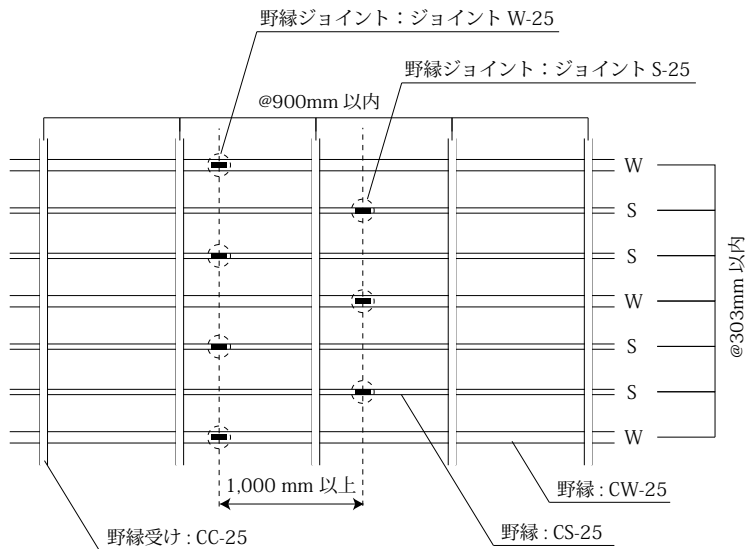 野縁ジョイント：ジョイント W-25
野縁ジョイント：ジョイント S-25
@900mm 以内
W
S
S
W
S
S
W
@303mm 以内
1,000 mm 以上
野縁 : CW-25
野縁 : CS-25
野縁受け : CC-25